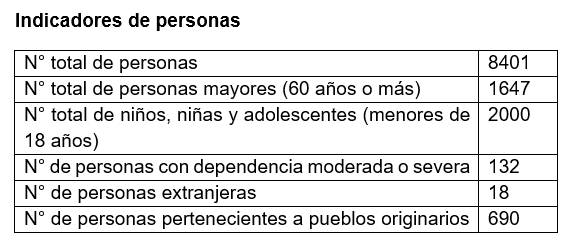 Indicadores de personas
N° total de personas 8401
N° total de personas mayores (60 años o más) 1647
N° total de niños, niñas y adolescentes (menores de 2000
18 años)
N° de personas con dependencia moderada o severa 132
N° de personas extranjeras 18
N° de personas pertenecientes a pueblos originarios 690